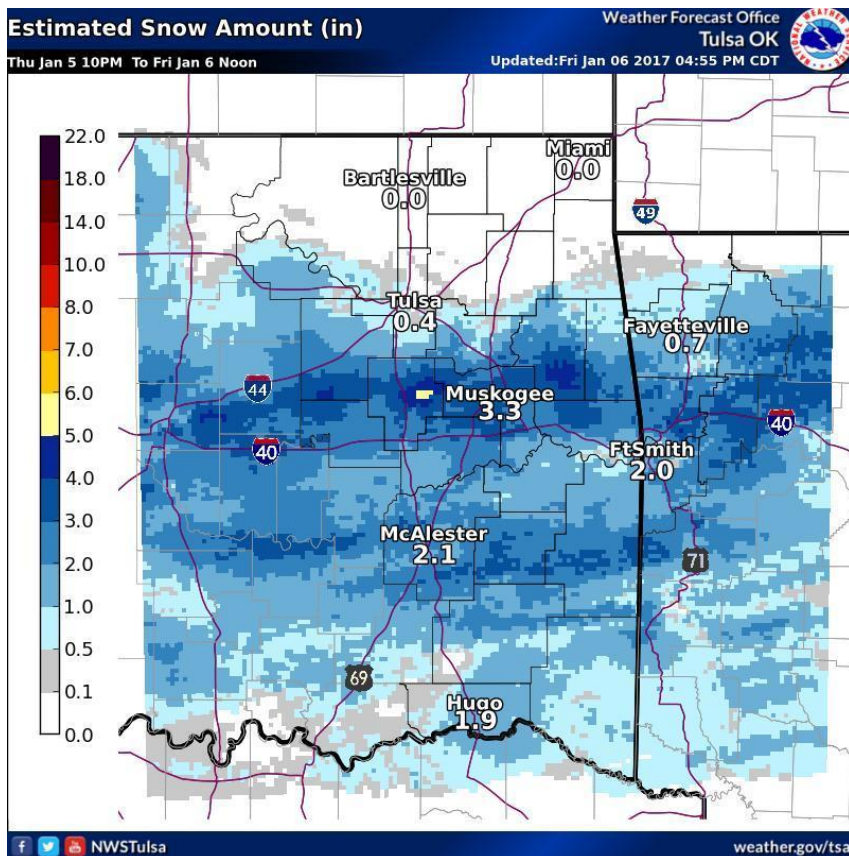 Estimated Snow Amount (in)
Weather Forecast Office
Tulsa OK
Thu Jan 5 10PM To Fri Jan 6 Noon
Updated:Fri Jan 06 2017 04:55 PM CDT
NATIONAL WEATHER SERVICE
22.0
18.0
14.0
10.0
8.0
7.0
6.0
5.0
4.0
3.0
2.0
1.0
0.5
0.1
0.0
Miami
0.0
Bartlesville
0.0
49
Tulsa
0.4
Fayetteville
0.7
44
Muskogee
3.3
40
40
FtSmith
2.0
McAlester
2.1
71
69
Hugo
1.9
NWSTulsa
weather.gov/tsa